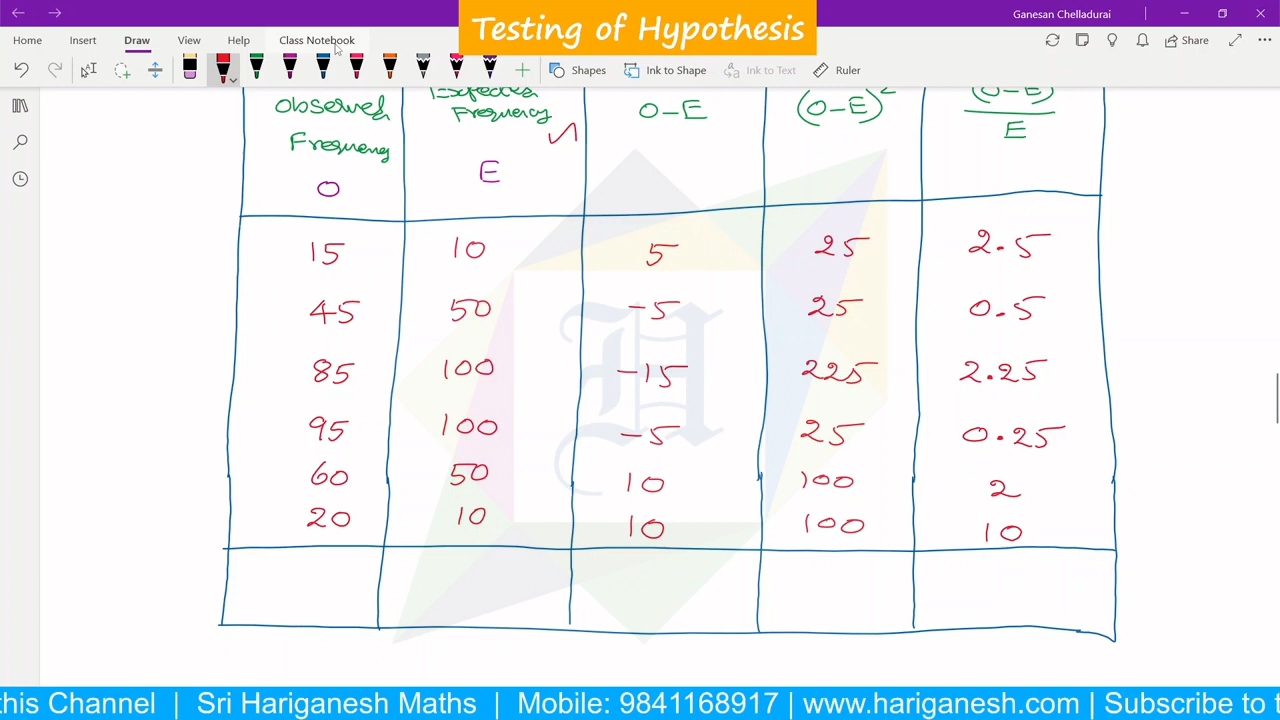 Ganesan Chelladurai
Testing of Hypothesis
Home Insert Draw View Help Class Notebook Share
Shapes Ink to Shape Ink to Text Ruler
Observed Frequency O
Expected Frequency E
O-E
(O-E)²
(O-E)² / E
15 10 5 25 2.5
45 50 -5 25 0.5
85 100 -15 225 2.25
95 100 -5 25 0.25
60 50 10 100 2
20 10 10 100 10
H
his Channel | Sri Hariganesh Maths | Mobile: 9841168917 | www.hariganesh.com | Subscribe to t